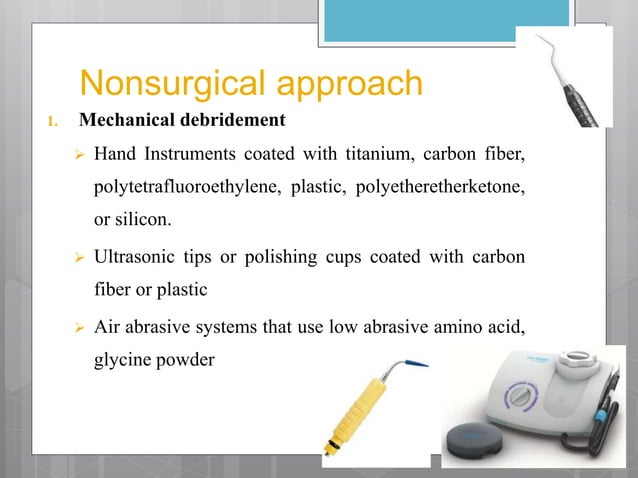 Nonsurgical approach
1. Mechanical debridement
➢ Hand Instruments coated with titanium, carbon fiber,
polytetrafluoroethylene, plastic, polyetheretherketone,
or silicon.
➢ Ultrasonic tips or polishing cups coated with carbon
fiber or plastic
➢ Air abrasive systems that use low abrasive amino acid,
glycine powder